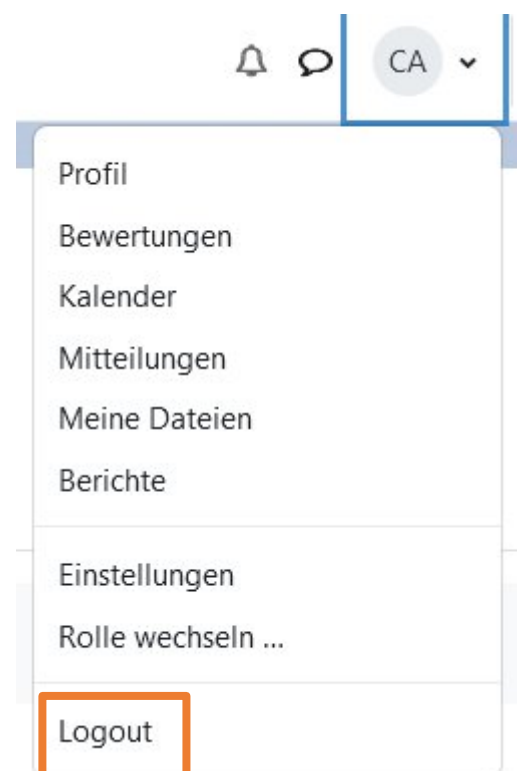 CA
Profil
Bewertungen
Kalender
Mitteilungen
Meine Dateien
Berichte
Einstellungen
Rolle wechseln ...
Logout